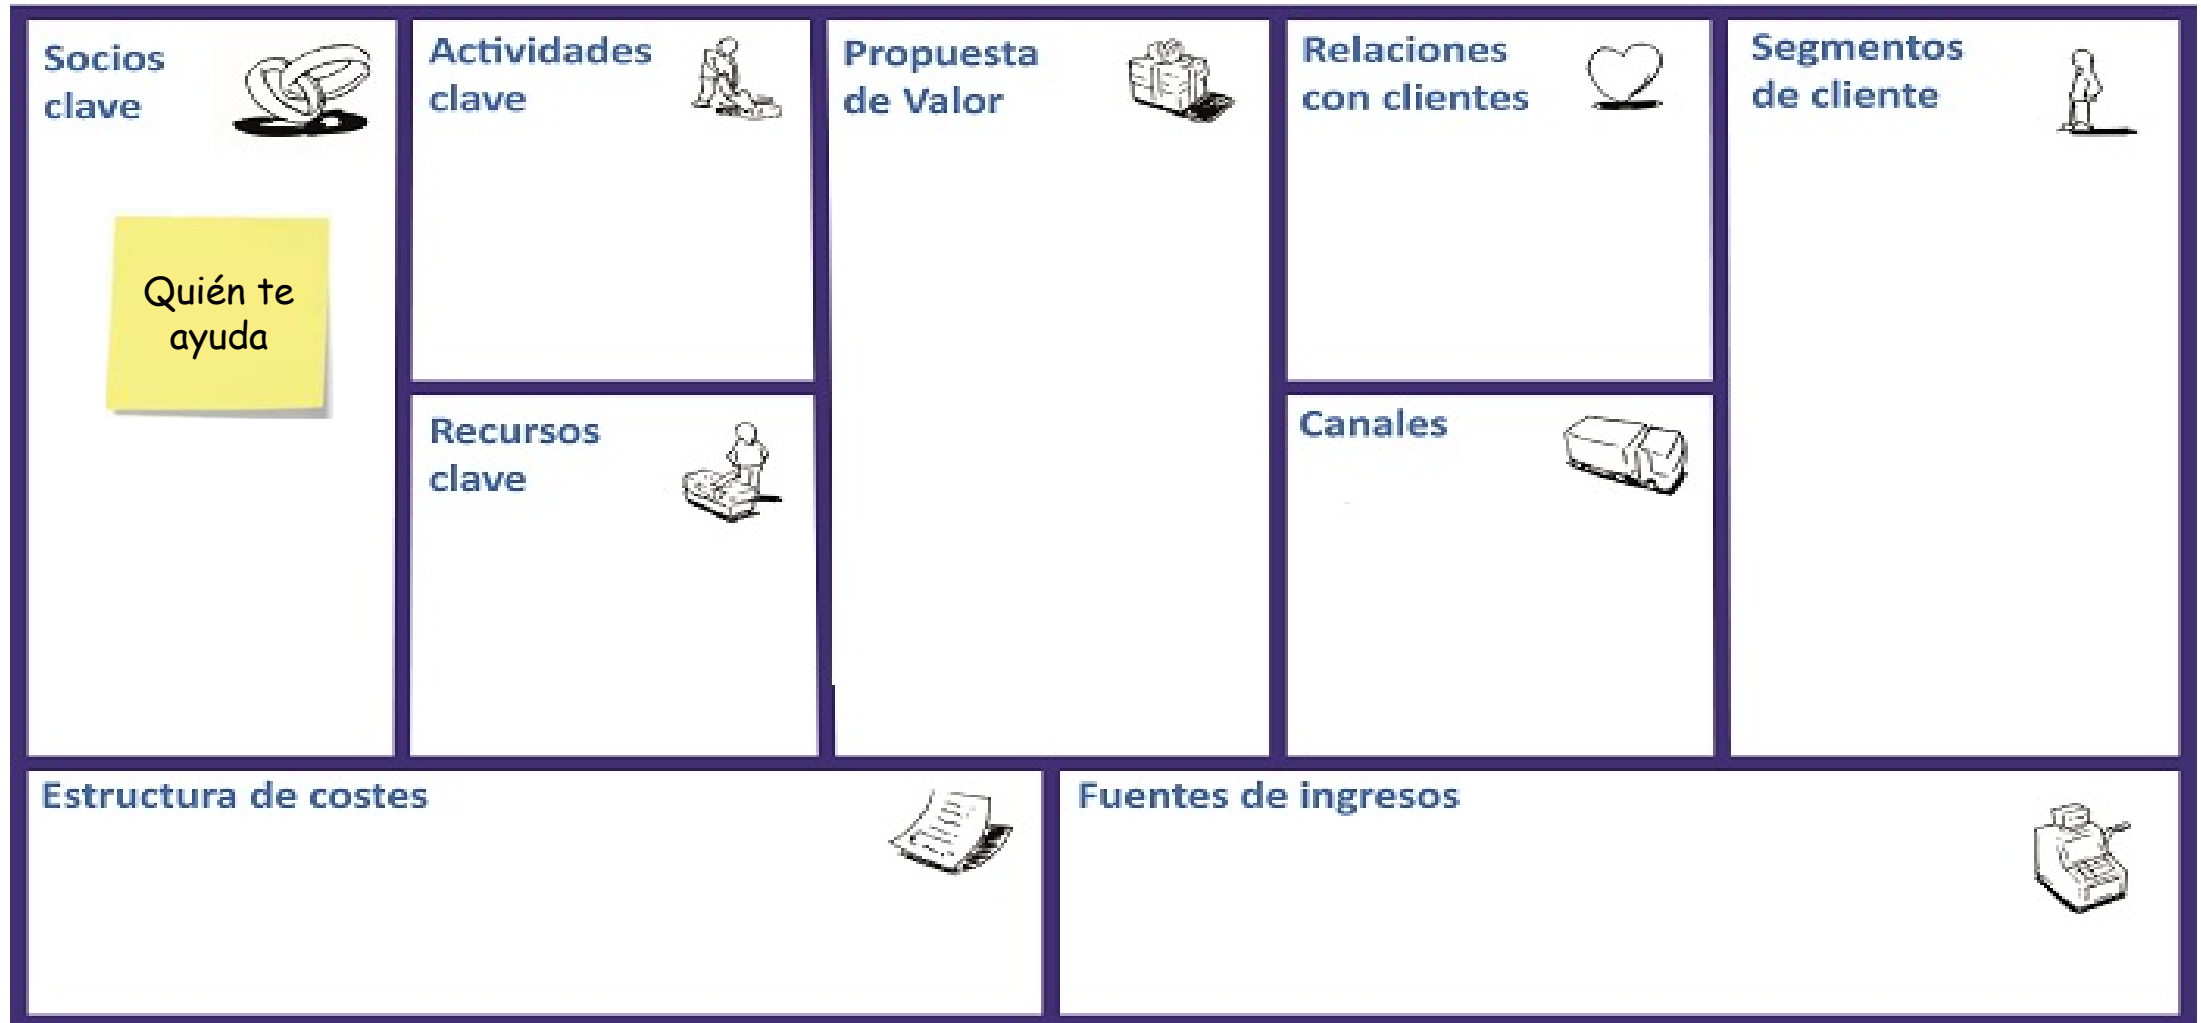 Socios
clave
Quién te
ayuda
Actividades
clave
Recursos
clave
Propuesta
de Valor
Relaciones
con clientes
Canales
Segmentos
de cliente
Estructura de costes
Fuentes de ingresos